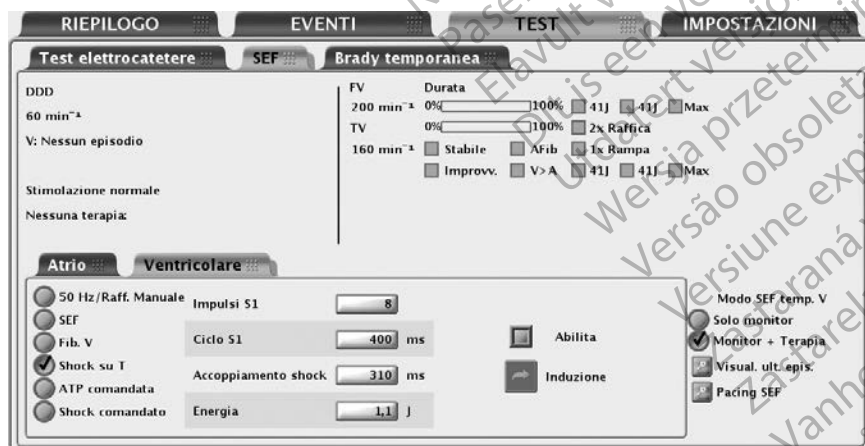 RIEPILOGO EVENTI TEST IMPOSTAZIONI
Test elettrocatetere SEF Brady temporanea
DDD
60 min⁻¹
V: Nessun episodio
Stimolazione normale
Nessuna terapia:
FV Durata
200 min⁻¹ 0% 100% 41J 41J Max
TV 0% 100% 2x Raffica
160 min⁻¹ Stabile AFib 1x Rampa
Improvv. V>A 41J 41J Max
Atrio Ventricolare
50 Hz/Raff. Manuale
SEF
Fib. V
Shock su T
ATP comandata
Shock comandato
Impulsi S1 8
Ciclo S1 400 ms
Accoppiamento shock 310 ms
Energia 1,1 J
Abilita
Induzione
Modo SEF temp. V
Solo monitor
Monitor + Terapia
Visual. ult. epis.
Pacing SEF
Versão obsoleta